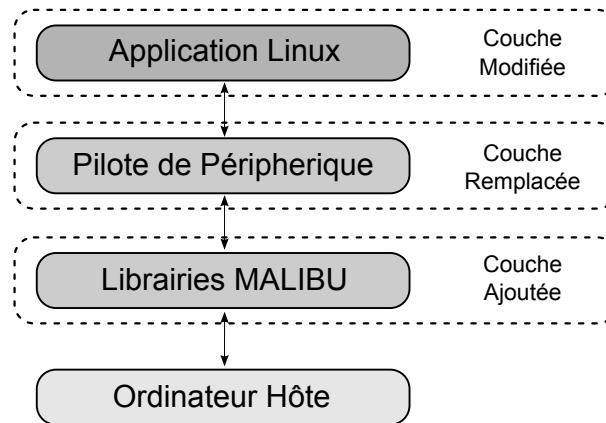 Application Linux
Couche
Modifiée
Pilote de Péripherique
Couche
Remplacée
Librairies MALIBU
Couche
Ajoutée
Ordinateur Hôte